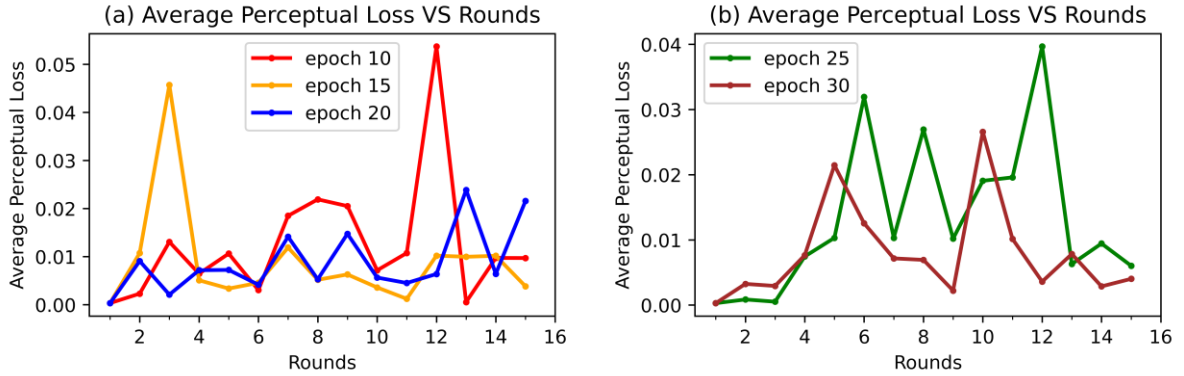 (a) Average Perceptual Loss VS Rounds
Average Perceptual Loss
0.05
0.04
0.03
0.02
0.01
0.00
epoch 10
epoch 15
epoch 20
2 4 6 8 10 12 14 16
Rounds
(b) Average Perceptual Loss VS Rounds
Average Perceptual Loss
0.04
0.03
0.02
0.01
0.00
epoch 25
epoch 30
2 4 6 8 10 12 14 16
Rounds